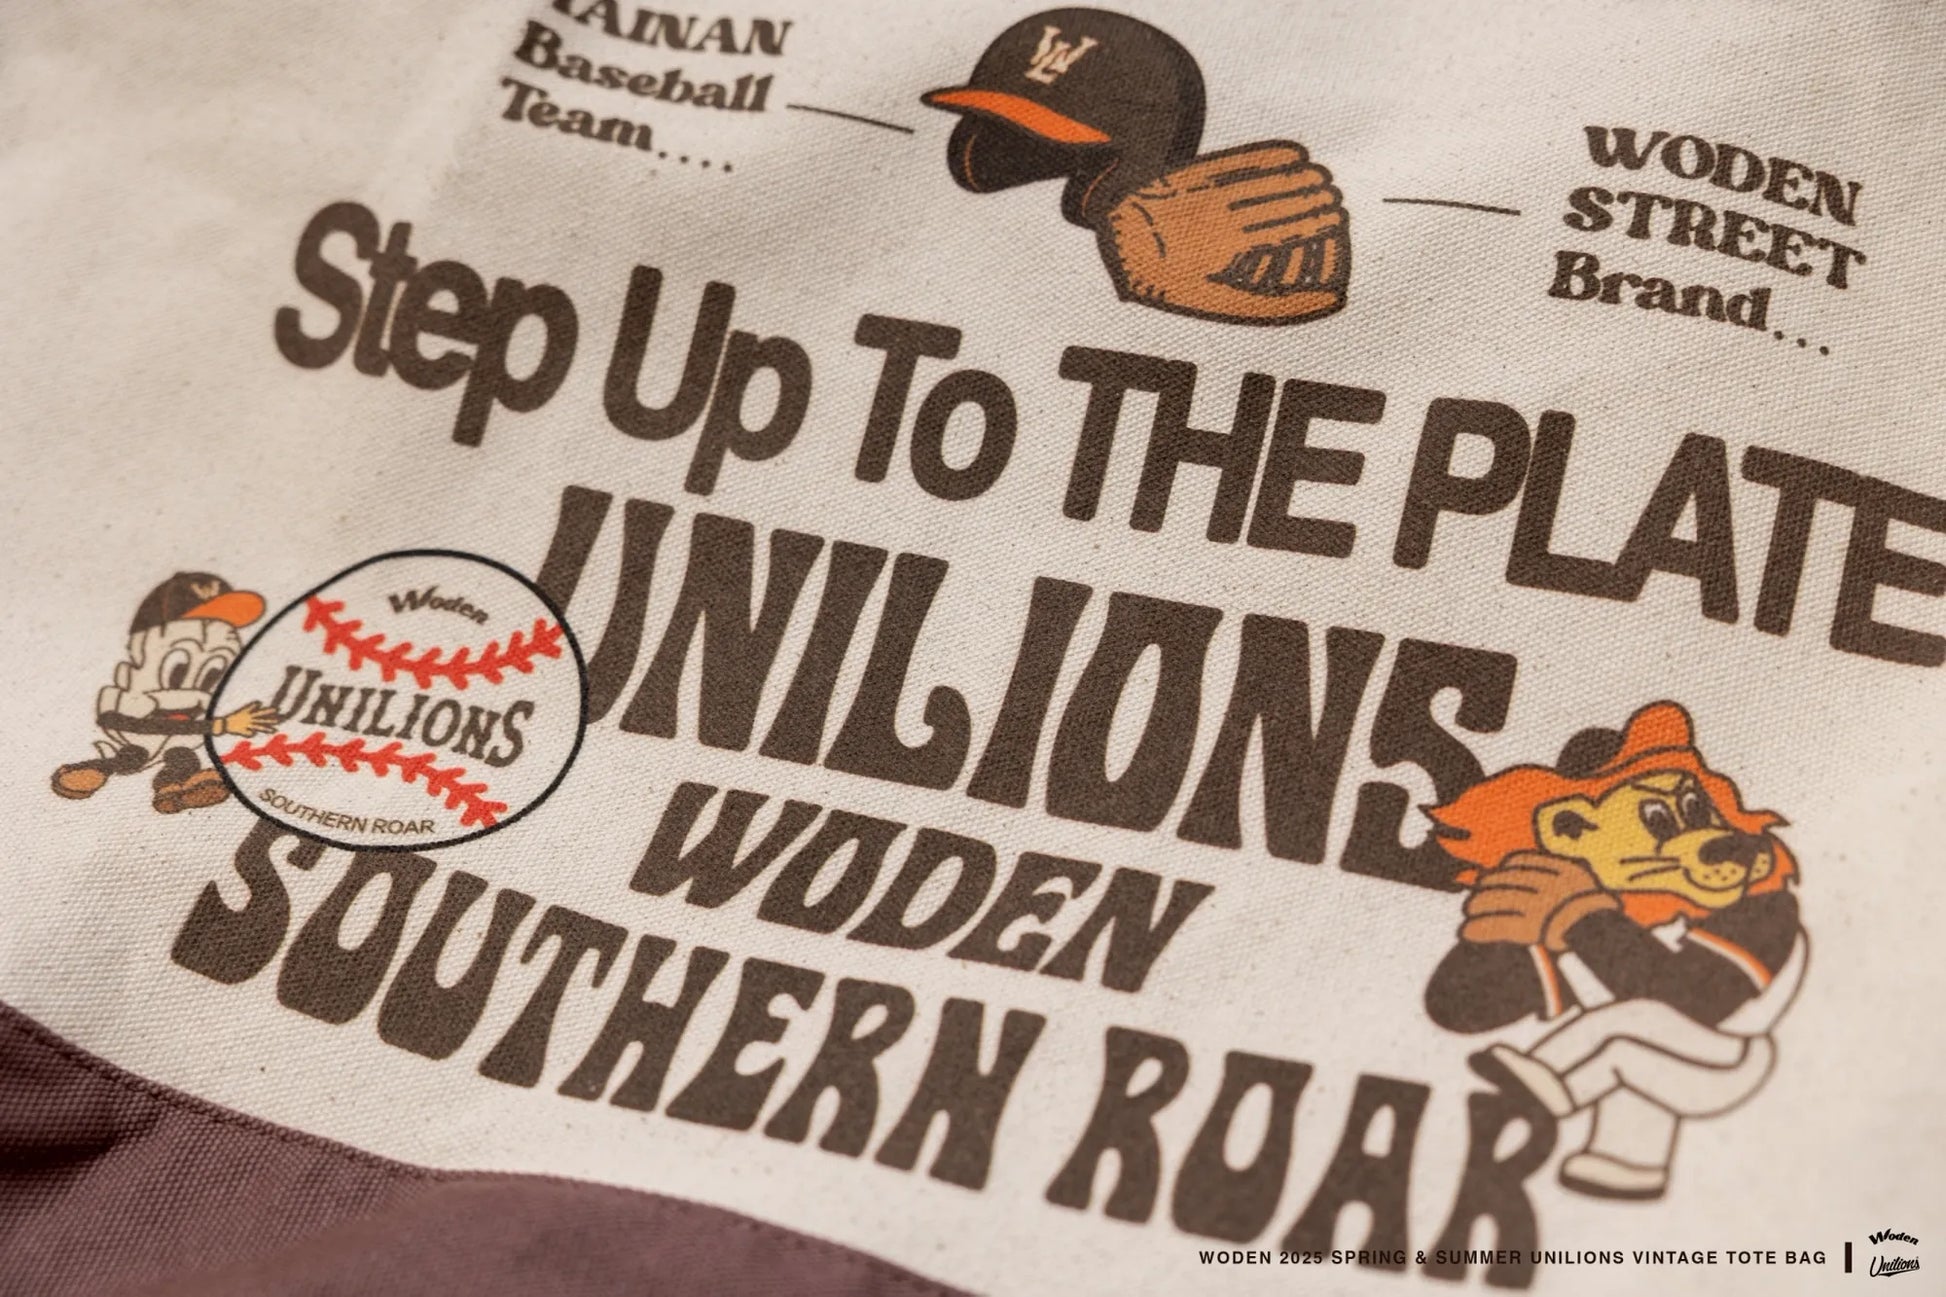 TAINAN
Baseball
Team....
WODEN
STREET
Brand...
Step Up To THE PLATE
UNILIONS
WODEN
SOUTHERN ROAR
Woden
UNILIONS
SOUTHERN ROAR
WODEN 2025 SPRING & SUMMER UNILIONS VINTAGE TOTE BAG
Woden
Unilions